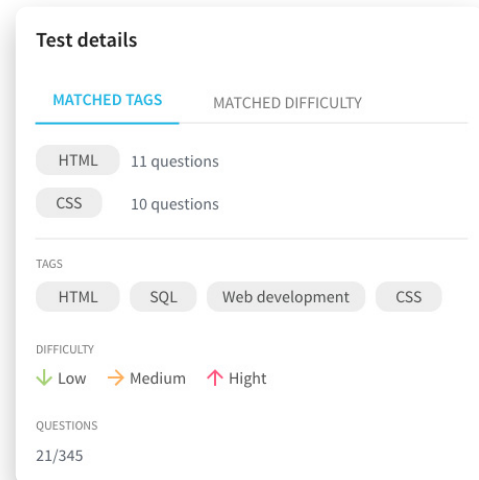 Test details
MATCHED TAGS MATCHED DIFFICULTY
HTML 11 questions
CSS 10 questions
TAGS
HTML SQL Web development CSS
DIFFICULTY
Low Medium Hight
QUESTIONS
21/345